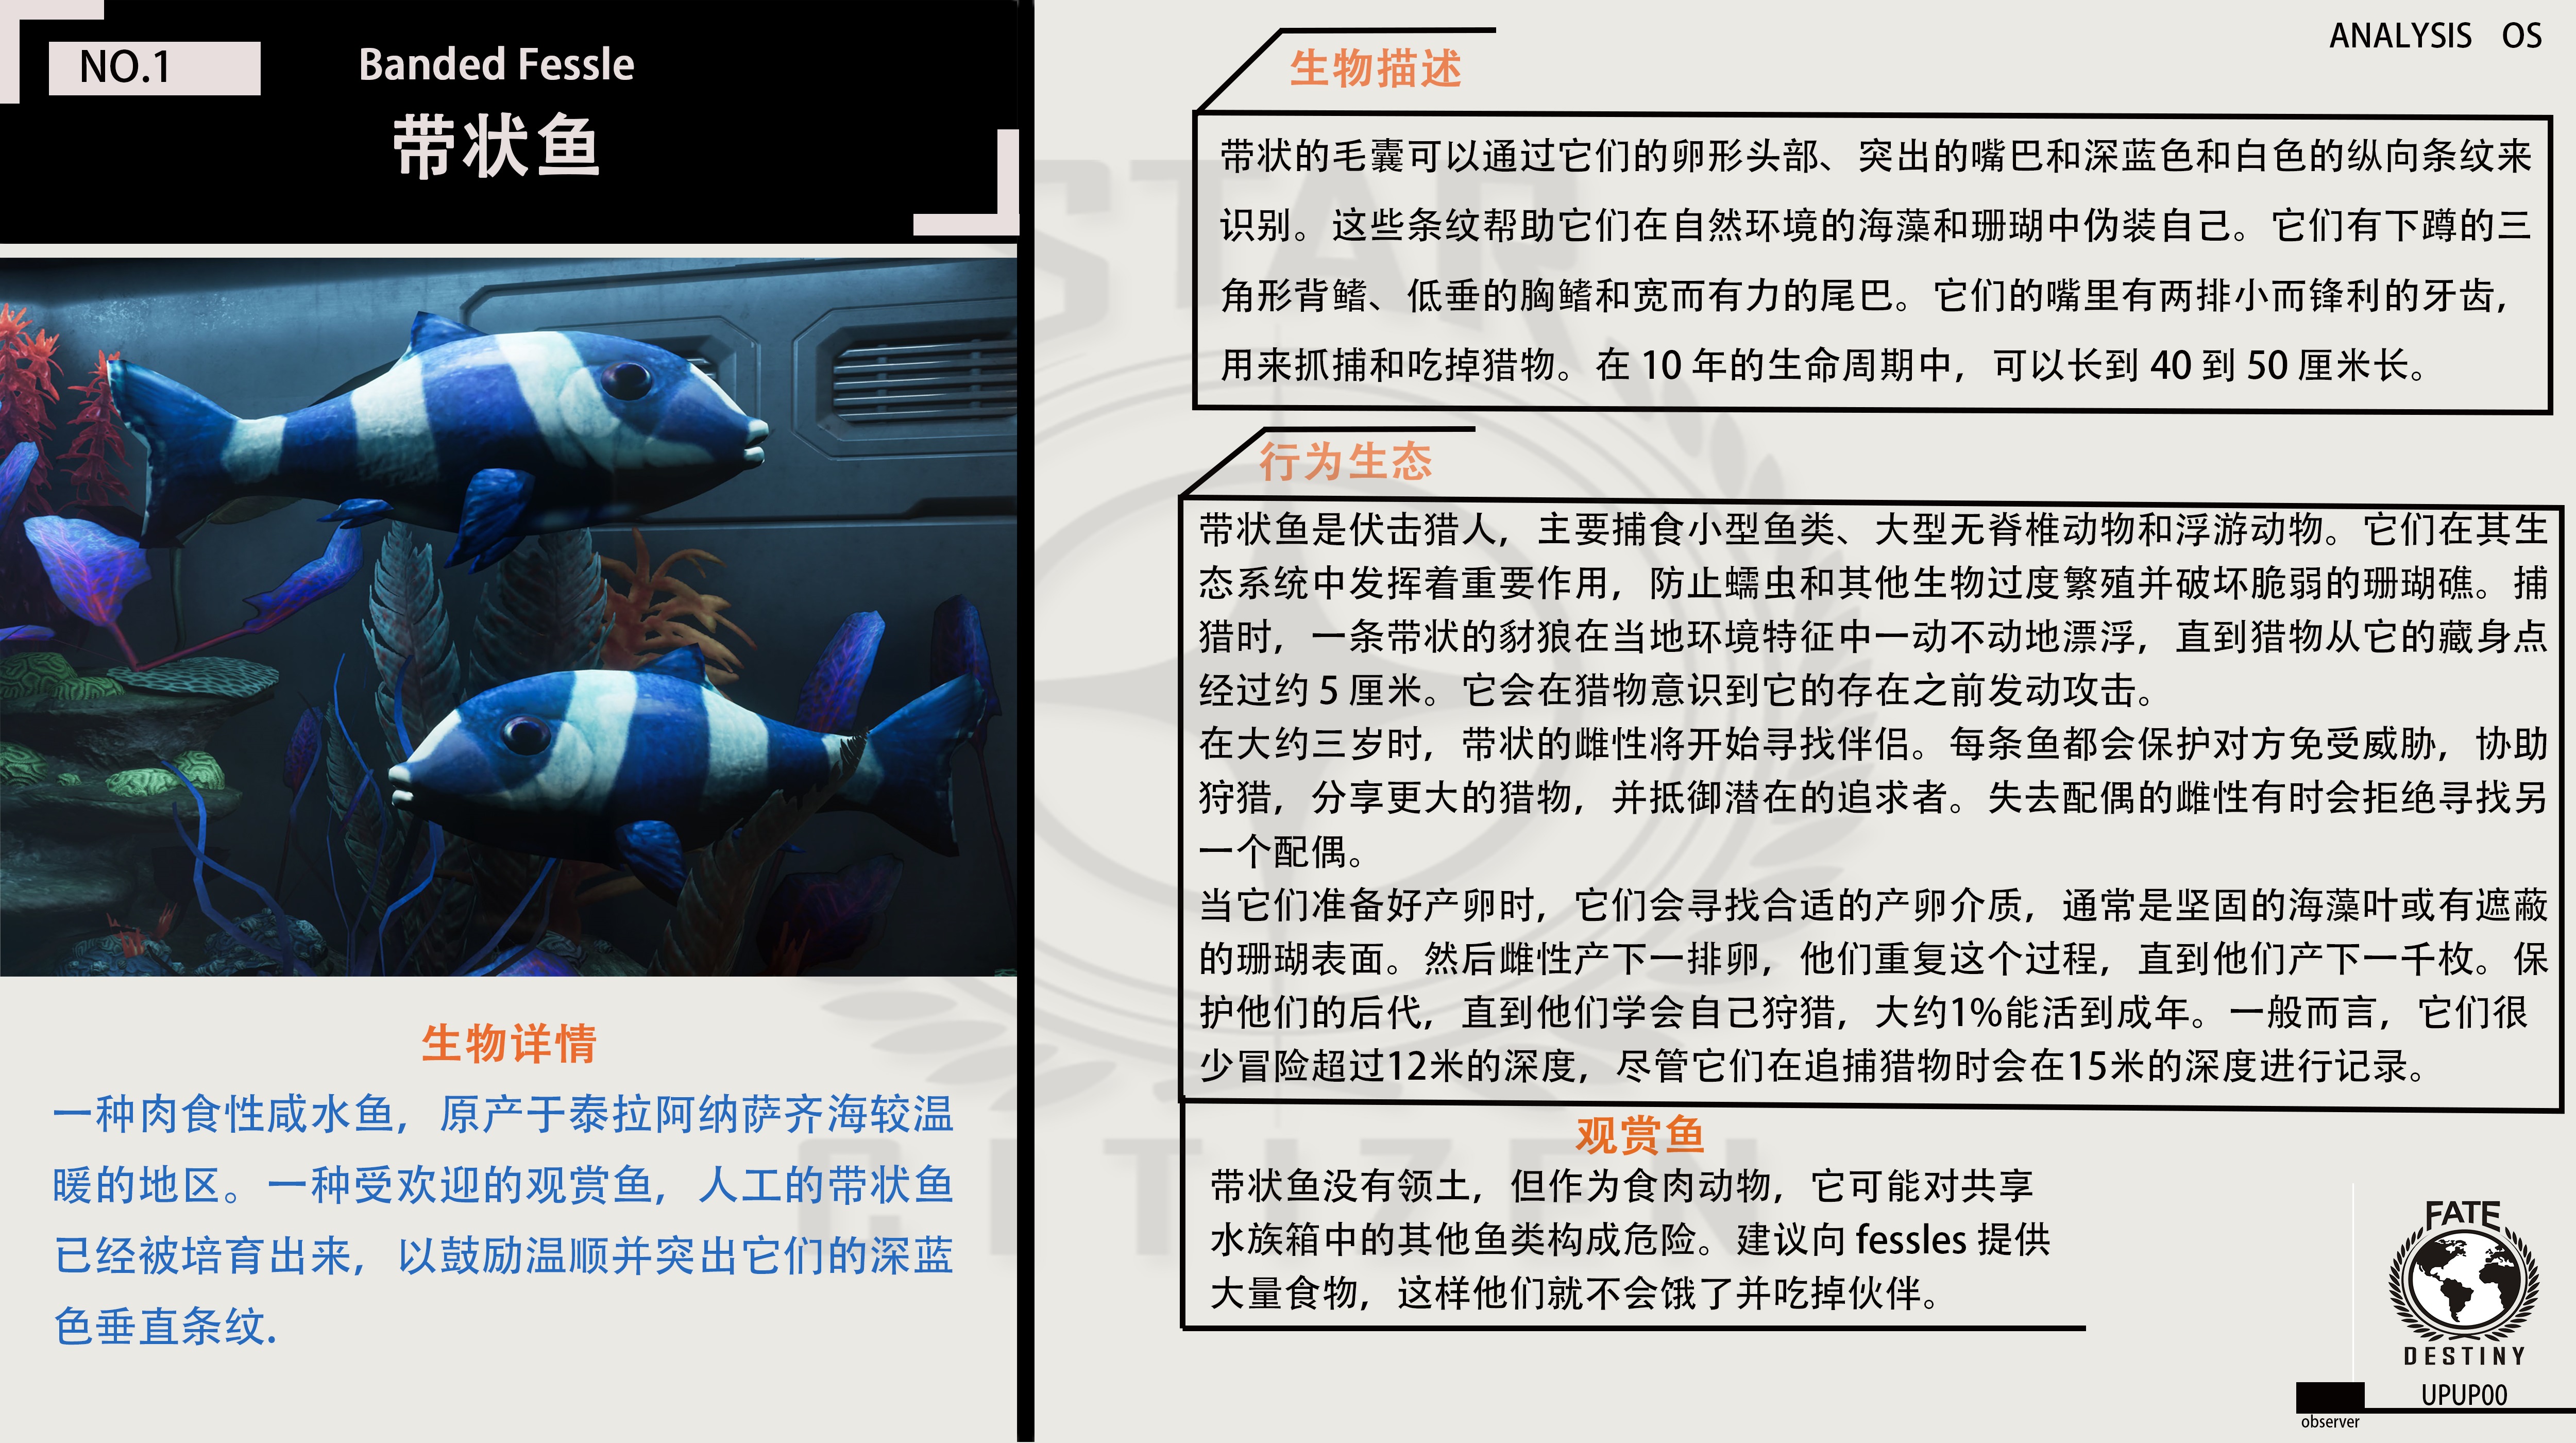 NO.1
Banded Fessle
带状鱼
生物详情
一种肉食性咸水鱼，原产于泰拉阿纳萨齐海较温
暖的地区。一种受欢迎的观赏鱼，人工的带状鱼
已经被培育出来，以鼓励温顺并突出它们的深蓝
色垂直条纹.
ANALYSIS OS
生物描述
带状的毛囊可以通过它们的卵形头部、突出的嘴巴和深蓝色和白色的纵向条纹来
识别。这些条纹帮助它们在自然环境的海藻和珊瑚中伪装自己。它们有下蹲的三
角形背鳍、低垂的胸鳍和宽而有力的尾巴。它们的嘴里有两排小而锋利的牙齿，
用来抓捕和吃掉猎物。在 10 年的生命周期中，可以长到 40 到 50 厘米长。
行为生态
带状鱼是伏击猎人，主要捕食小型鱼类、大型无脊椎动物和浮游动物。它们在其生
态系统中发挥着重要作用，防止蠕虫和其他生物过度繁殖并破坏脆弱的珊瑚礁。捕
猎时，一条带状的豺狼在当地环境特征中一动不动地漂浮，直到猎物从它的藏身点
经过约 5 厘米。它会在猎物意识到它的存在之前发动攻击。
在大约三岁时，带状的雌性将开始寻找伴侣。每条鱼都会保护对方免受威胁，协助
狩猎，分享更大的猎物，并抵御潜在的追求者。失去配偶的雌性有时会拒绝寻找另
一个配偶。
当它们准备好产卵时，它们会寻找合适的产卵介质，通常是坚固的海藻叶或有遮蔽
的珊瑚表面。然后雌性产下一排卵，他们重复这个过程，直到他们产下一千枚。保
护他们的后代，直到他们学会自己狩猎，大约1%能活到成年。一般而言，它们很
少冒险超过12米的深度，尽管它们在追捕猎物时会在15米的深度进行记录。
观赏鱼
带状鱼没有领土，但作为食肉动物，它可能对共享
水族箱中的其他鱼类构成危险。建议向 fessles 提供
大量食物，这样他们就不会饿了并吃掉伙伴。
STAR
CITIZEN
FATE
DESTINY
UPUP00
observer